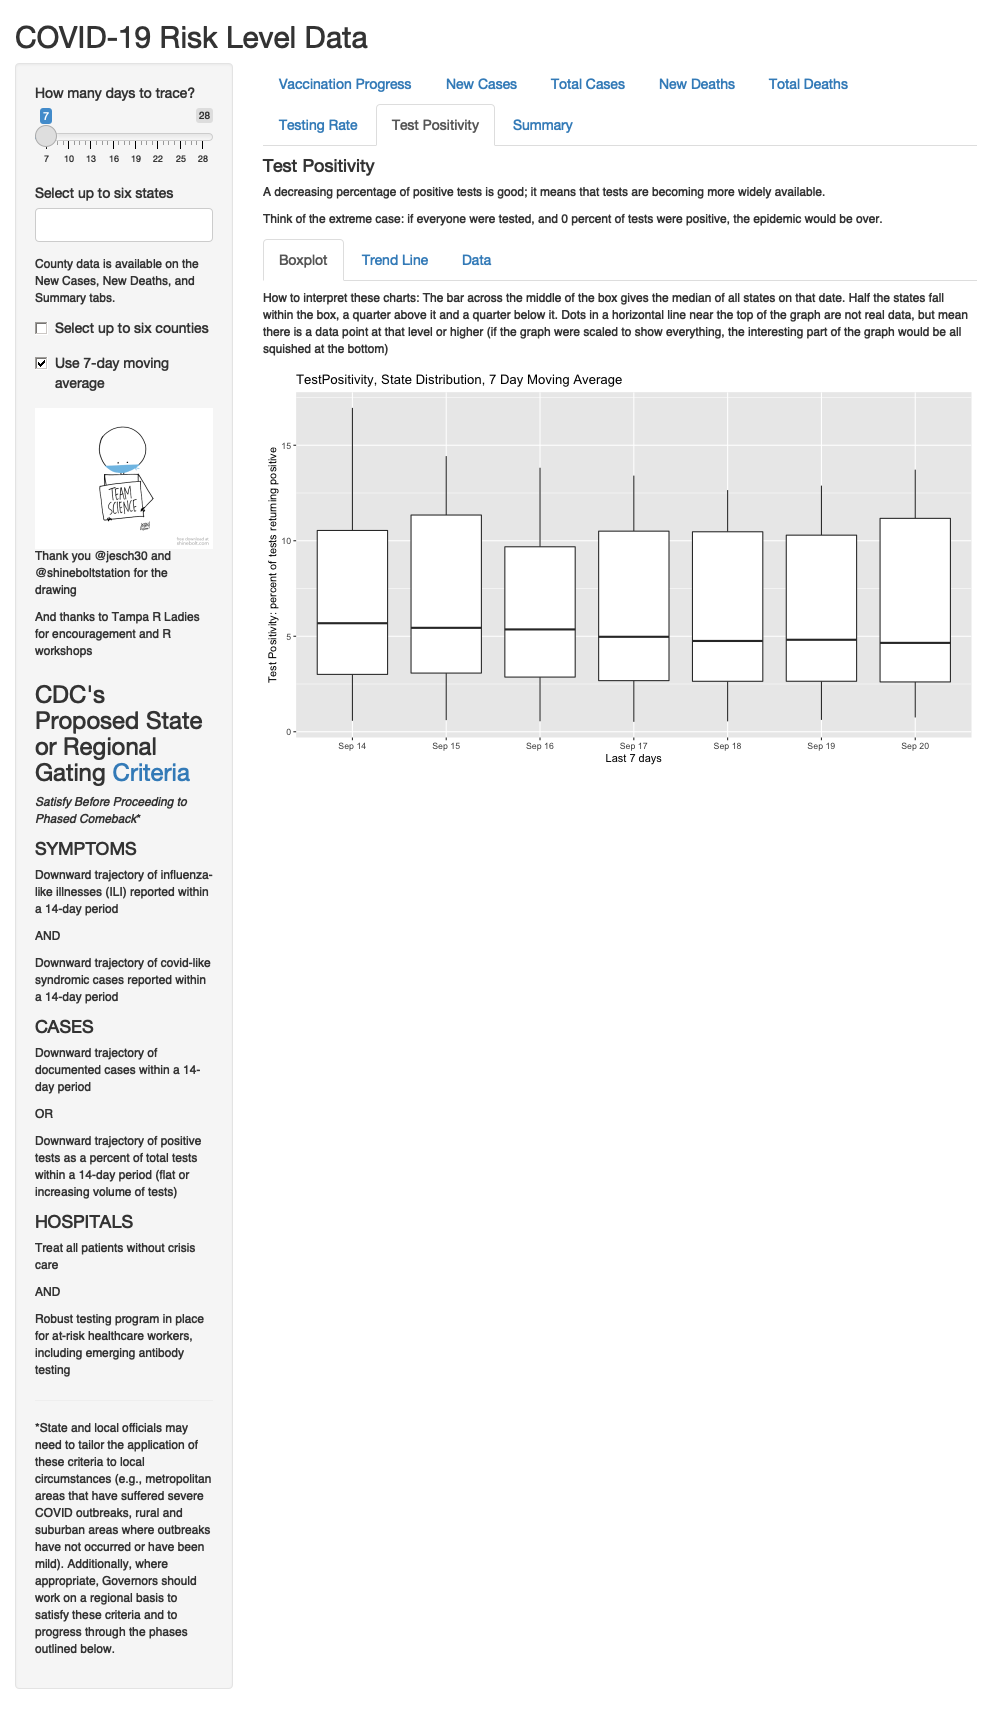 COVID-19 Risk Level Data
How many days to trace?
7
28
7 10 13 16 19 22 25 28
Select up to six states
County data is available on the
New Cases, New Deaths, and
Summary tabs.
Select up to six counties
Use 7-day moving
average
TEAM
SCIENCE
Thank you @jesch30 and
@shineboltstation for the
drawing
And thanks to Tampa R Ladies
for encouragement and R
workshops
CDC's
Proposed State
or Regional
Gating Criteria
Satisfy Before Proceeding to
Phased Comeback*
SYMPTOMS
Downward trajectory of influenza-
like illnesses (ILI) reported within
a 14-day period
AND
Downward trajectory of covid-like
syndromic cases reported within
a 14-day period
CASES
Downward trajectory of
documented cases within a 14-
day period
OR
Downward trajectory of positive
tests as a percent of total tests
within a 14-day period (flat or
increasing volume of tests)
HOSPITALS
Treat all patients without crisis
care
AND
Robust testing program in place
for at-risk healthcare workers,
including emerging antibody
testing
*State and local officials may
need to tailor the application of
these criteria to local
circumstances (e.g., metropolitan
areas that have suffered severe
COVID outbreaks, rural and
suburban areas where outbreaks
have not occurred or have been
mild). Additionally, where
appropriate, Governors should
work on a regional basis to
satisfy these criteria and to
progress through the phases
outlined below.
Vaccination Progress New Cases Total Cases New Deaths Total Deaths
Testing Rate Test Positivity Summary
Test Positivity
A decreasing percentage of positive tests is good; it means that tests are becoming more widely available.
Think of the extreme case: if everyone were tested, and 0 percent of tests were positive, the epidemic would be over.
Boxplot Trend Line Data
How to interpret these charts: The bar across the middle of the box gives the median of all states on that date. Half the states fall
within the box, a quarter above it and a quarter below it. Dots in a horizontal line near the top of the graph are not real data, but mean
there is a data point at that level or higher (if the graph were scaled to show everything, the interesting part of the graph would be all
squished at the bottom)
TestPositivity, State Distribution, 7 Day Moving Average
Test Positivity: percent of tests returning positive
15
10
5
0
Sep 14 Sep 15 Sep 16 Sep 17 Sep 18 Sep 19 Sep 20
Last 7 days